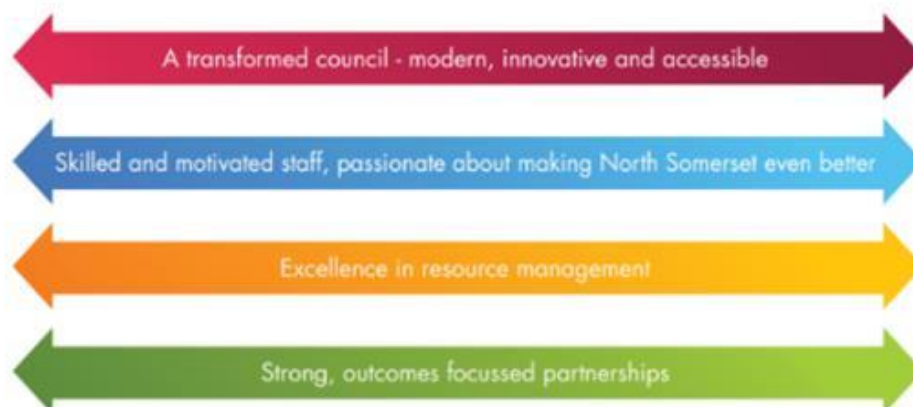 A transformed council - modern, innovative and accessible
Skilled and motivated staff, passionate about making North Somerset even better
Excellence in resource management
Strong, outcomes focussed partnerships